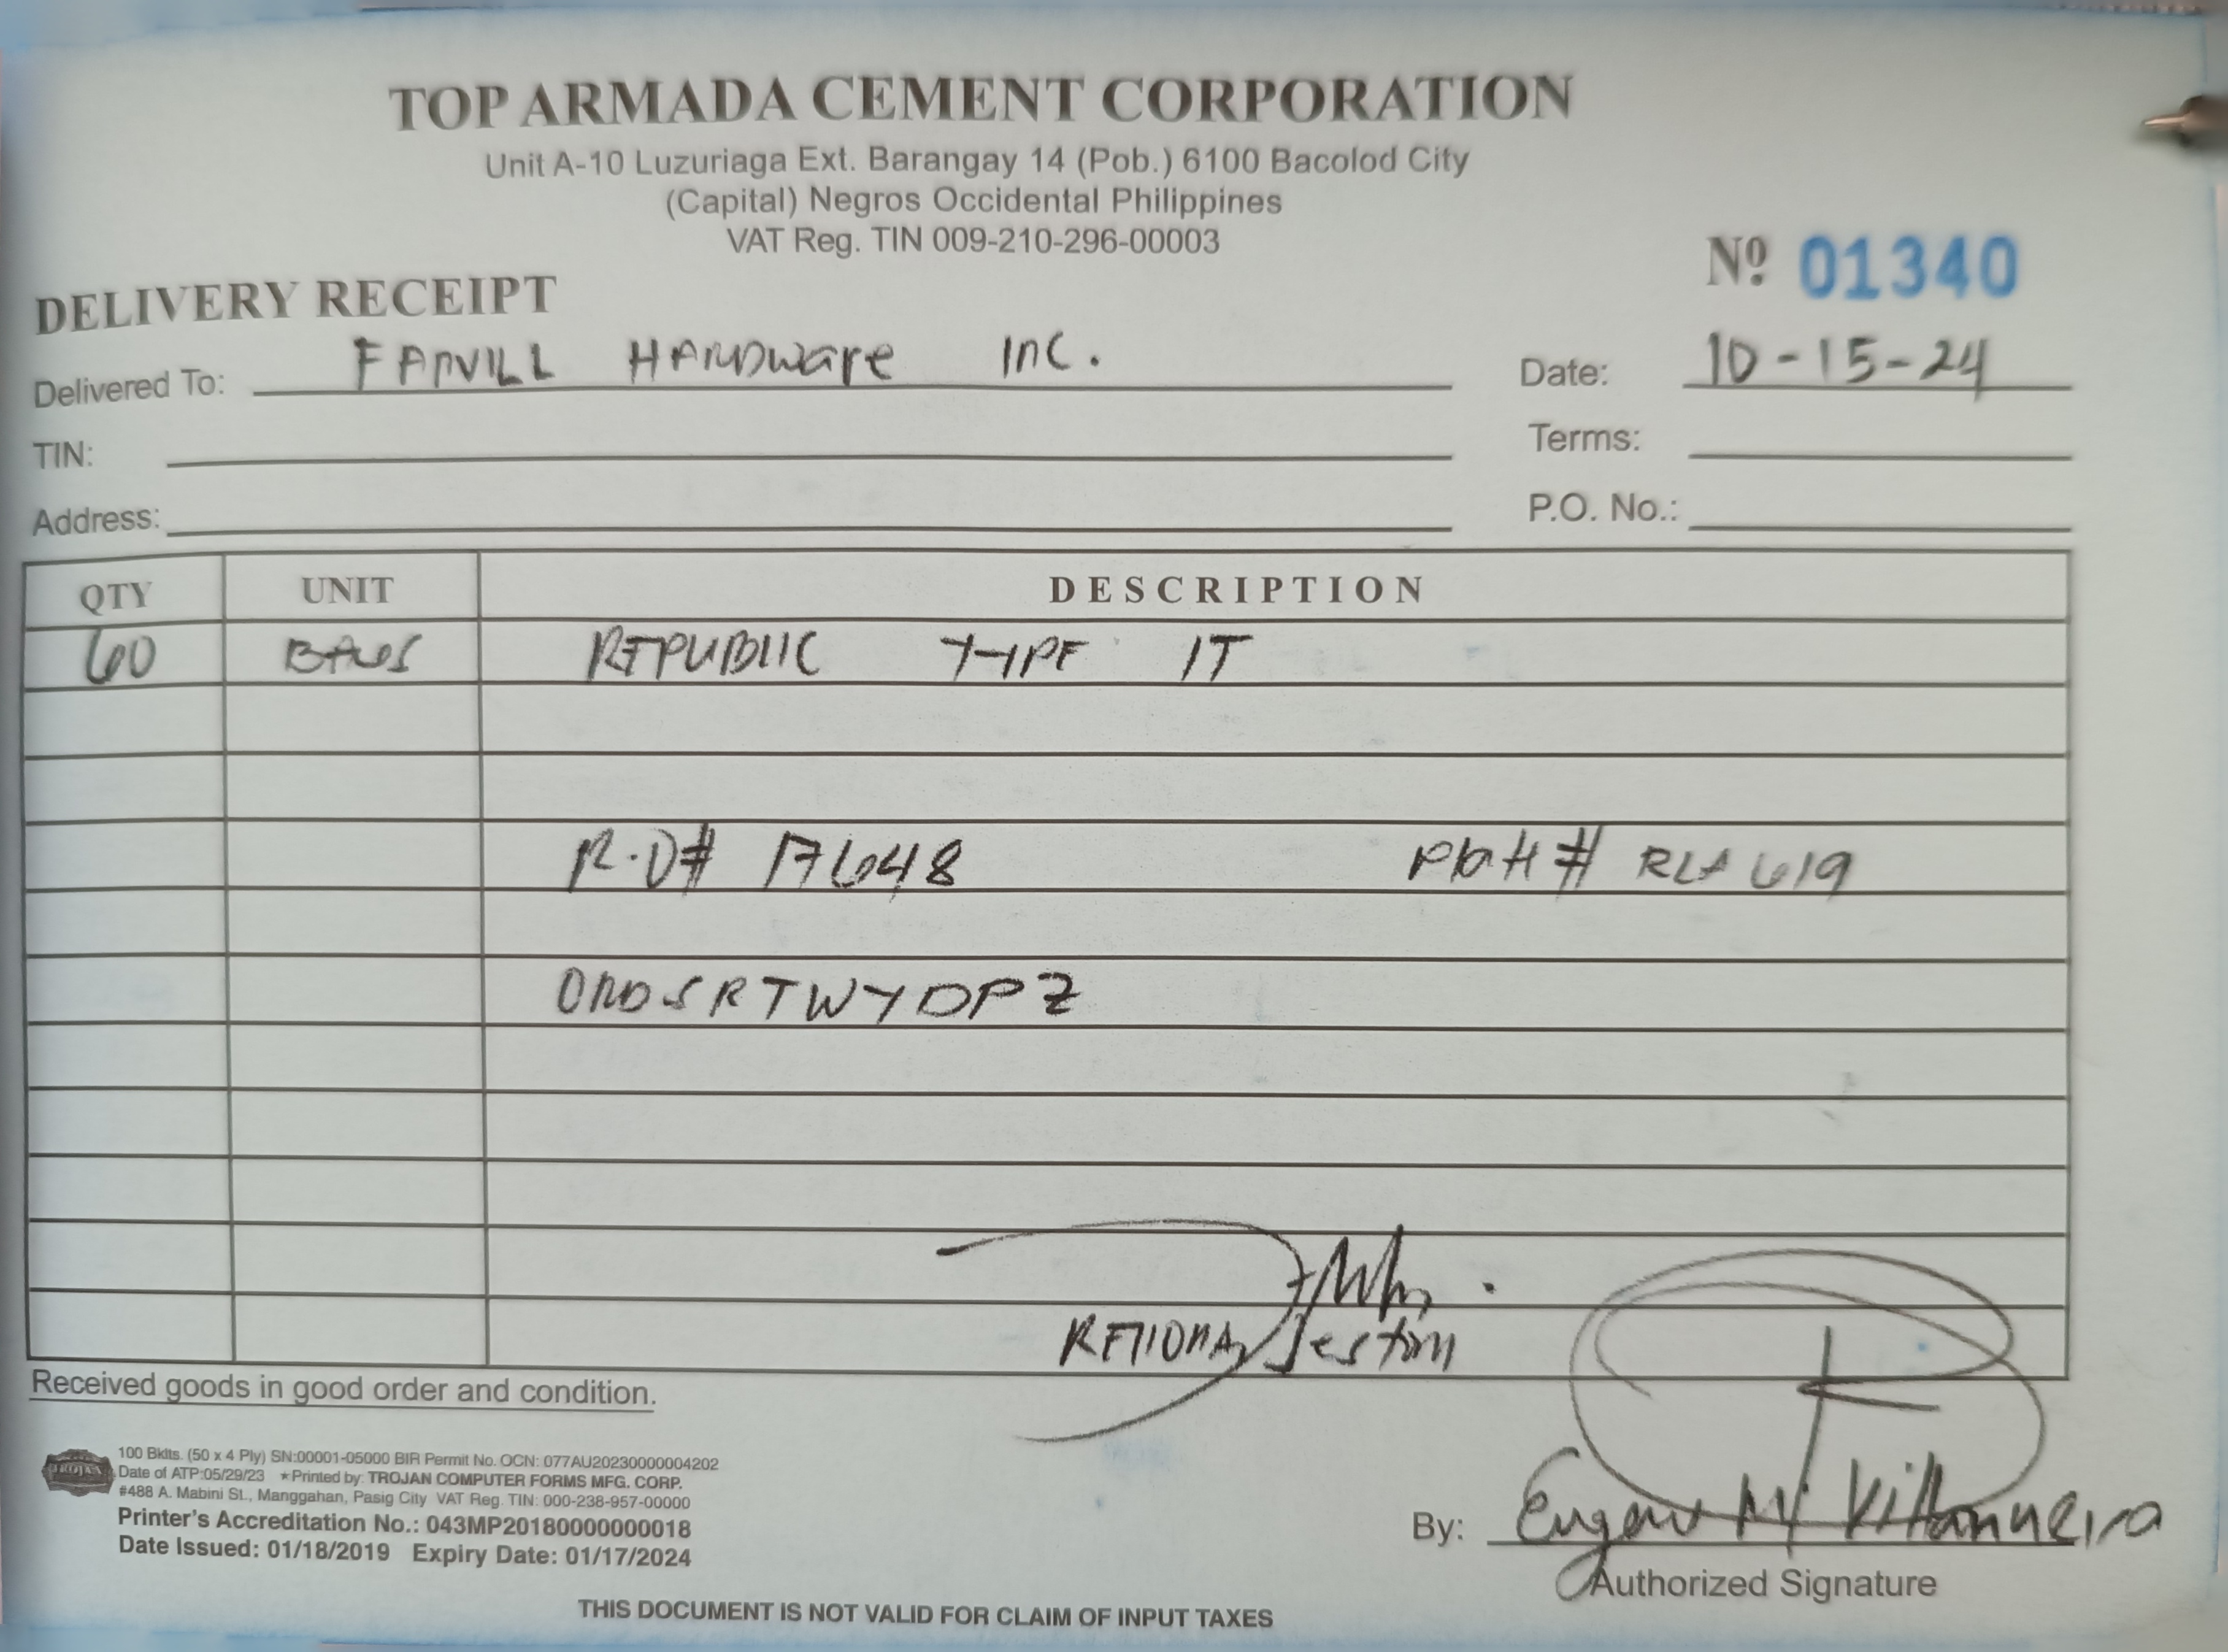 TOP ARMADA CEMENT CORPORATION
Unit A-10 Luzuriaga Ext. Barangay 14 (Pob.) 6100 Bacolod City
(Capital) Negros Occidental Philippines
VAT Reg. TIN 009-210-296-00003
Nº 01340
DELIVERY RECEIPT
Delivered To: FANVILL HARDware Inc.
Date: 10-15-24
TIN:
Terms:
Address:
P.O. No.:
QTY UNIT DESCRIPTION
60 BAGS REPUBLIC TYPE 1T
R.O# 17648 # RLA 619
TWYDPZ
Jestoni
Received goods in good order and condition.
TROJAN
100 Bklts. (50 x 4 Ply) SN:00001-05000 BIR Permit No. OCN: 077AU20230000004202
Date of ATP:05/29/23 ★Printed by: TROJAN COMPUTER FORMS MFG. CORP.
#488 A. Mabini St., Manggahan, Pasig City VAT Reg. TIN: 000-238-957-00000
Printer's Accreditation No.: 043MP20180000000018
Date Issued: 01/18/2019 Expiry Date: 01/17/2024
By: M Villanueva
Authorized Signature
THIS DOCUMENT IS NOT VALID FOR CLAIM OF INPUT TAXES